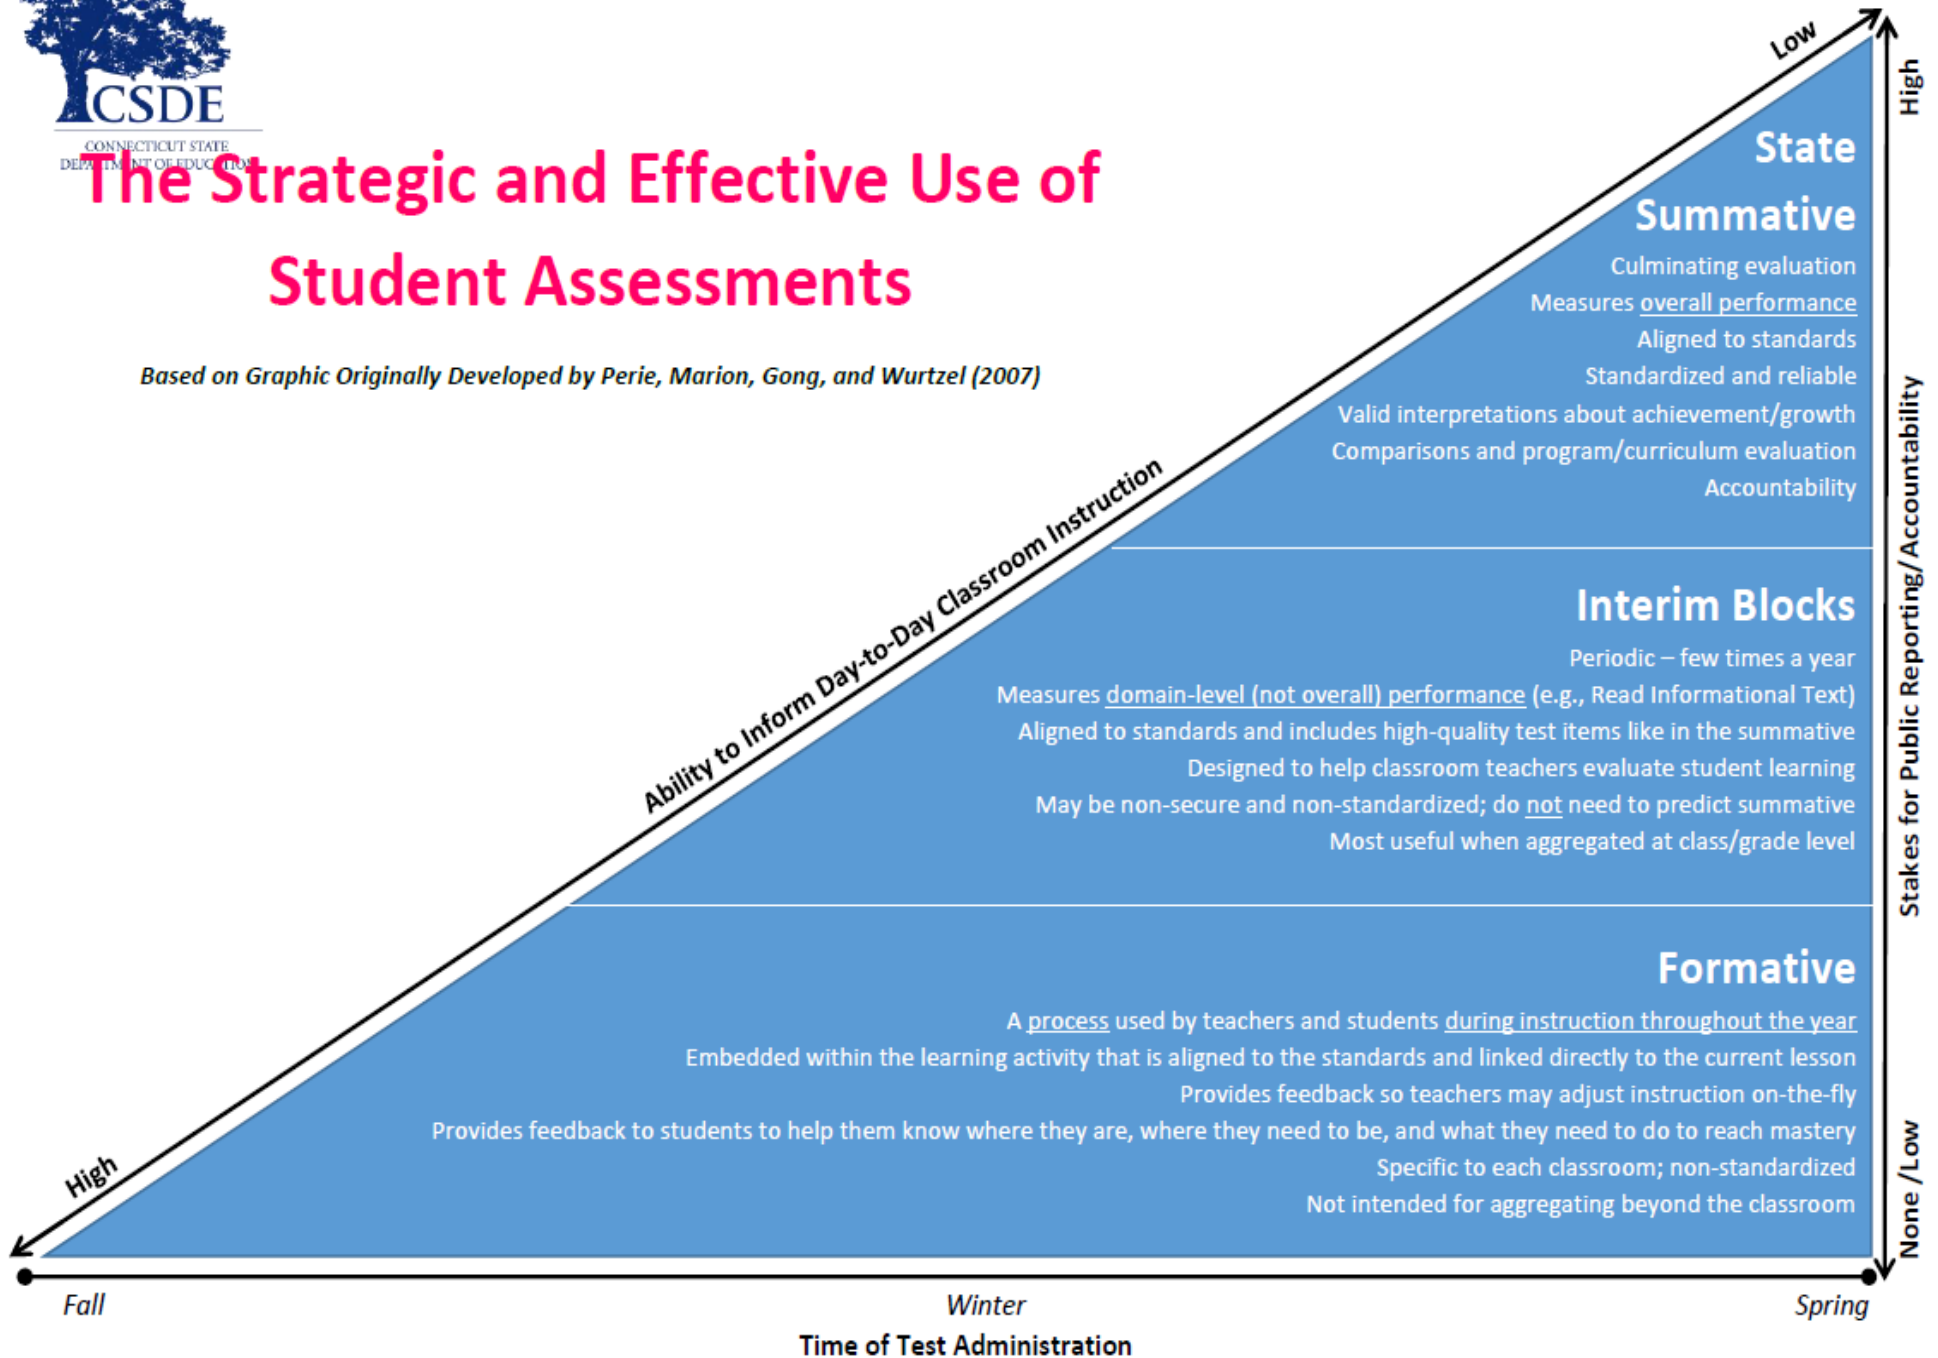 CSDE
CONNECTICUT STATE
DEPARTMENT OF EDUCATION
The Strategic and Effective Use of
Student Assessments
Based on Graphic Originally Developed by Perie, Marion, Gong, and Wurtzel (2007)
Low
Ability to Inform Day-to-Day Classroom Instruction
High
State
Summative
Culminating evaluation
Measures overall performance
Aligned to standards
Standardized and reliable
Valid interpretations about achievement/growth
Comparisons and program/curriculum evaluation
Accountability
Interim Blocks
Periodic – few times a year
Measures domain-level (not overall) performance (e.g., Read Informational Text)
Aligned to standards and includes high-quality test items like in the summative
Designed to help classroom teachers evaluate student learning
May be non-secure and non-standardized; do not need to predict summative
Most useful when aggregated at class/grade level
Formative
A process used by teachers and students during instruction throughout the year
Embedded within the learning activity that is aligned to the standards and linked directly to the current lesson
Provides feedback so teachers may adjust instruction on-the-fly
Provides feedback to students to help them know where they are, where they need to be, and what they need to do to reach mastery
Specific to each classroom; non-standardized
Not intended for aggregating beyond the classroom
High
Stakes for Public Reporting/Accountability
None /Low
Fall
Winter
Spring
Time of Test Administration